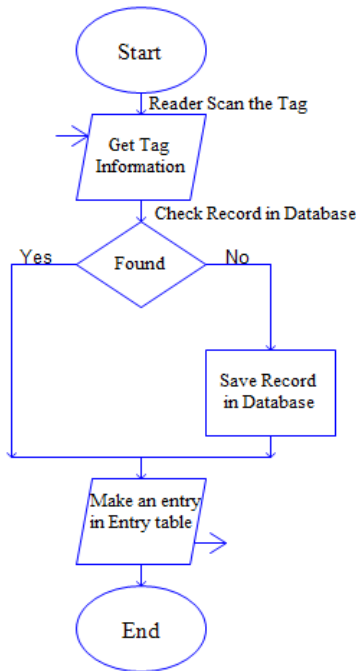 Start
Reader Scan the Tag
Get Tag
Information
Check Record in Database
Yes
Found
No
Save Record
in Database
Make an entry
in Entry table
End